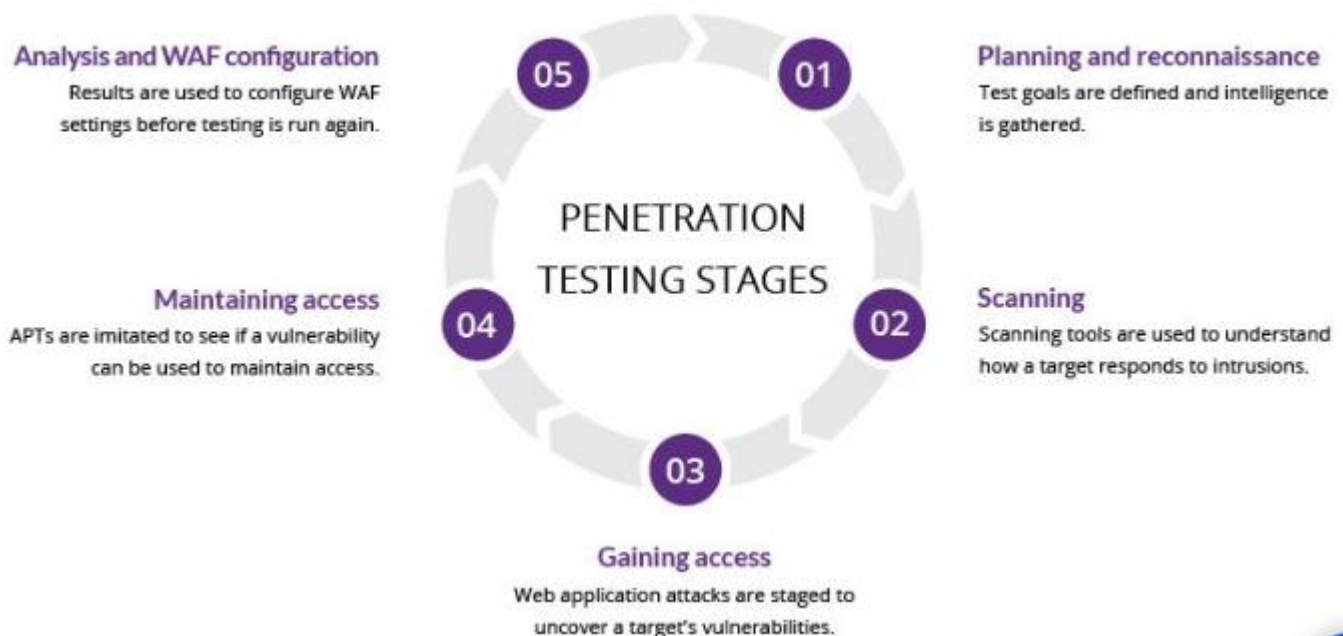 PENETRATION
TESTING STAGES
01
Planning and reconnaissance
Test goals are defined and intelligence
is gathered.
02
Scanning
Scanning tools are used to understand
how a target responds to intrusions.
03
Gaining access
Web application attacks are staged to
uncover a target's vulnerabilities.
04
Maintaining access
APTs are imitated to see if a vulnerability
can be used to maintain access.
05
Analysis and WAF configuration
Results are used to configure WAF
settings before testing is run again.